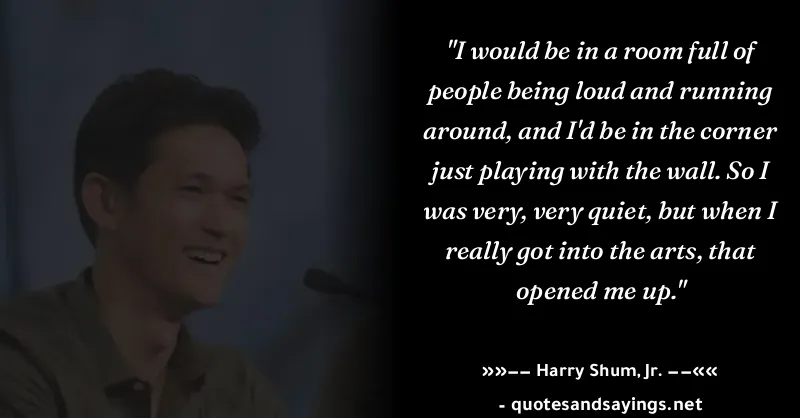 "I would be in a room full of
people being loud and running
around, and I'd be in the corner
just playing with the wall. So I
was very, very quiet, but when I
really got into the arts, that
opened me up."
»»−− Harry Shum, Jr. −−««
- quotesandsayings.net